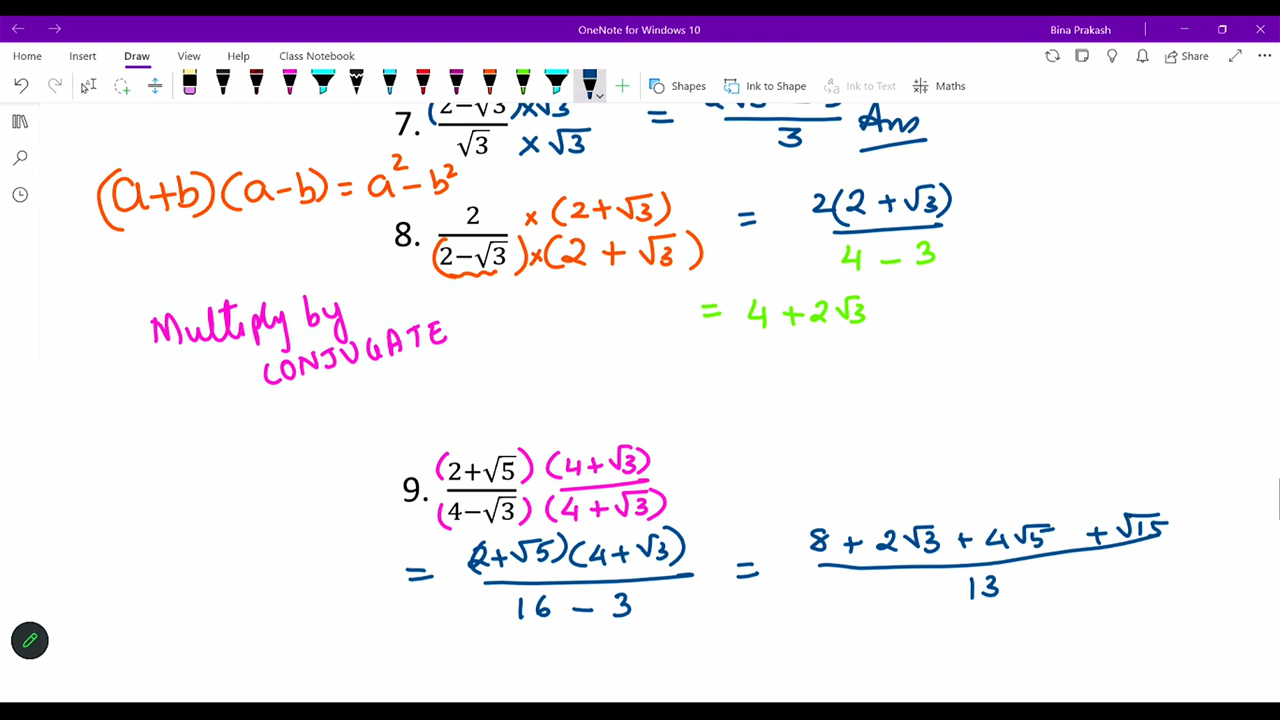 OneNote for Windows 10
Bina Prakash
Home Insert Draw View Help Class Notebook
Share
Shapes Ink to Shape Ink to Text Maths
7. (2−√3)×√3 / √3 × √3 = / 3 Ans
(a+b)(a-b) = a² - b²
8. 2 × (2+√3) / (2−√3)×(2 + √3) = 2(2 + √3) / 4 − 3
= 4 + 2√3
Multiply by
CONJUGATE
9. (2+√5)(4+√3) / (4−√3)(4+√3)
= (2+√5)(4+√3) / 16 − 3 = 8 + 2√3 + 4√5 + √15 / 13